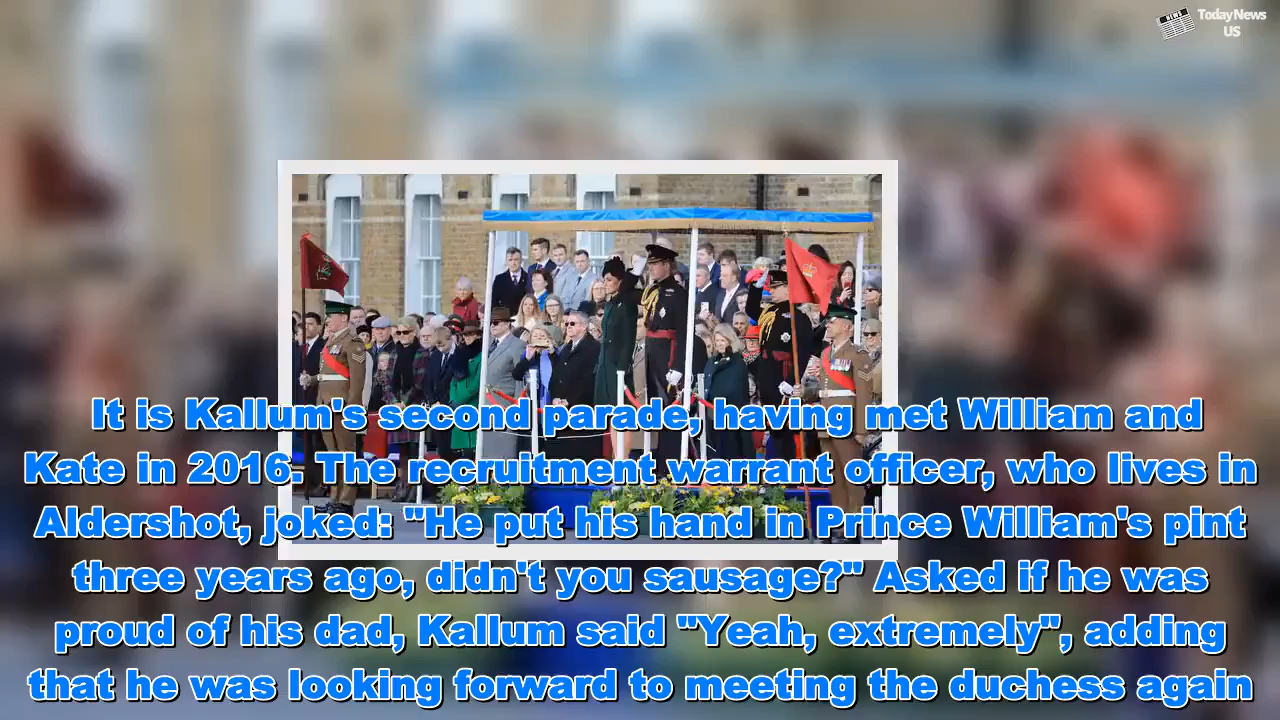 NEWS
TodayNews
US
It is Kallum's second parade, having met William and
Kate in 2016. The recruitment warrant officer, who lives in
Aldershot, joked: "He put his hand in Prince William's pint
three years ago, didn't you sausage?" Asked if he was
proud of his dad, Kallum said "Yeah, extremely", adding
that he was looking forward to meeting the duchess again